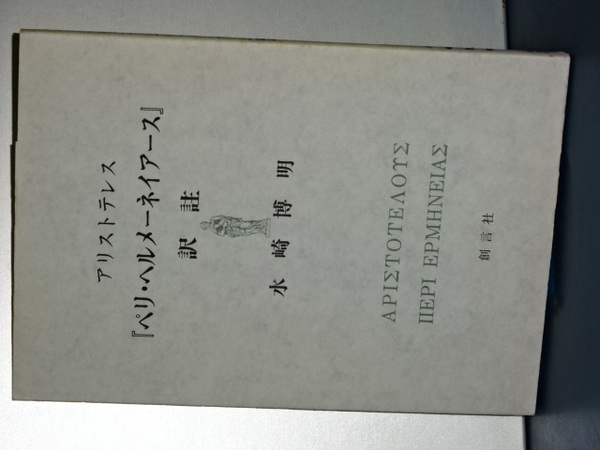 アリストテレス
『ペリ・ヘルメーネイアース』
訳註
水崎博明
ΑΡΙΣΤΟΤΕΛΟΥΣ
ΠΕΡΙ ΕΡΜΗΝΕΙΑΣ
創言社